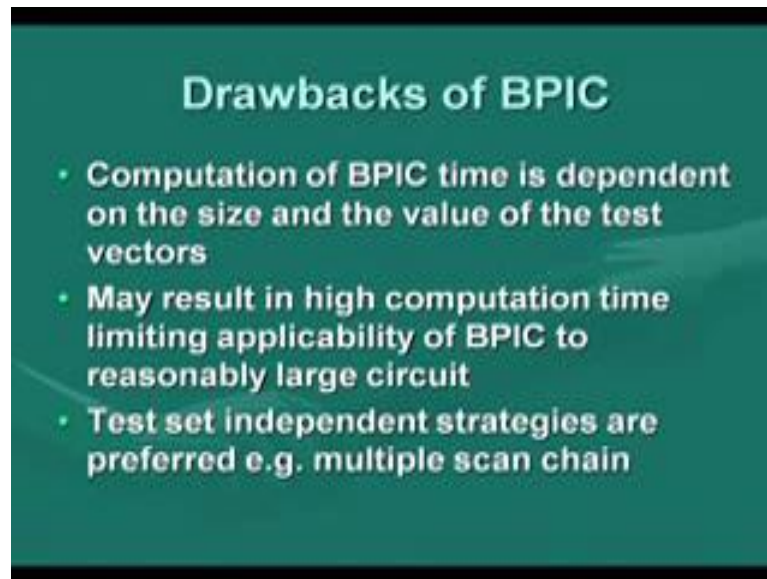 Drawbacks of BPIC
• Computation of BPIC time is dependent
on the size and the value of the test
vectors
• May result in high computation time
limiting applicability of BPIC to
reasonably large circuit
• Test set independent strategies are
preferred e.g. multiple scan chain